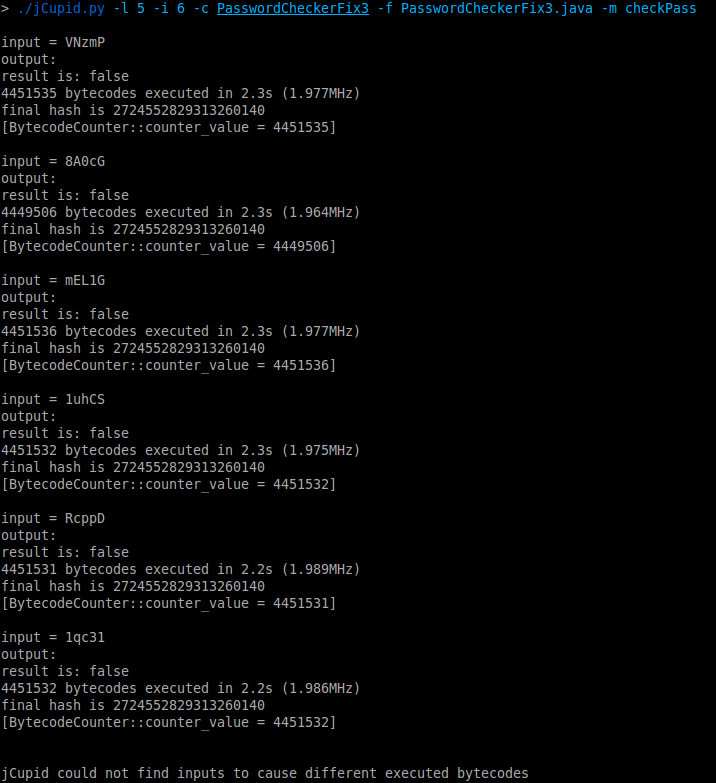 > ./jCupid.py -l 5 -i 6 -c PasswordCheckerFix3 -f PasswordCheckerFix3.java -m checkPass
input = VNzmP
output:
result is: false
4451535 bytecodes executed in 2.3s (1.977MHz)
final hash is 2724552829313260140
[BytecodeCounter::counter_value = 4451535]
input = 8A0cG
output:
result is: false
4449506 bytecodes executed in 2.3s (1.964MHz)
final hash is 2724552829313260140
[BytecodeCounter::counter_value = 4449506]
input = mEL1G
output:
result is: false
4451536 bytecodes executed in 2.3s (1.977MHz)
final hash is 2724552829313260140
[BytecodeCounter::counter_value = 4451536]
input = 1uhCS
output:
result is: false
4451532 bytecodes executed in 2.3s (1.975MHz)
final hash is 2724552829313260140
[BytecodeCounter::counter_value = 4451532]
input = RcppD
output:
result is: false
4451531 bytecodes executed in 2.2s (1.989MHz)
final hash is 2724552829313260140
[BytecodeCounter::counter_value = 4451531]
input = 1qc31
output:
result is: false
4451532 bytecodes executed in 2.2s (1.986MHz)
final hash is 2724552829313260140
[BytecodeCounter::counter_value = 4451532]
jCupid could not find inputs to cause different executed bytecodes